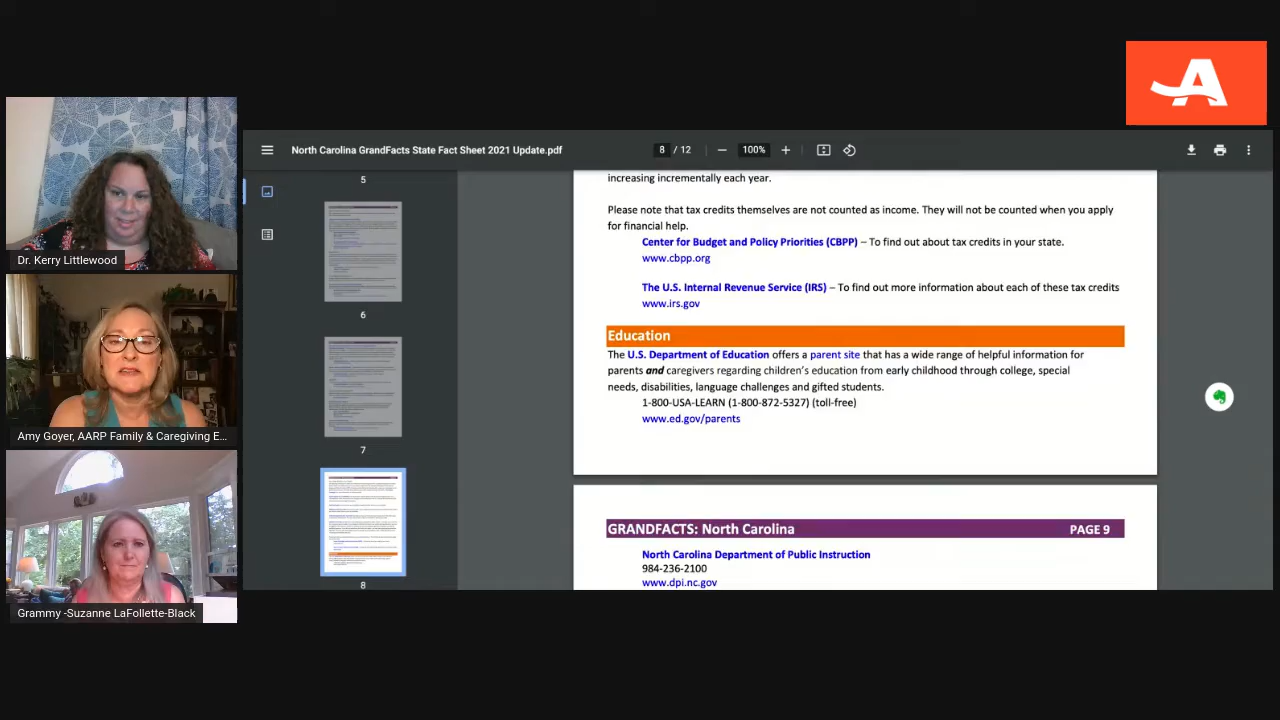 Dr. Kerry Littlewood
Amy Goyer, AARP Family & Caregiving E...
Grammy -Suzanne LaFollette-Black
North Carolina GrandFacts State Fact Sheet 2021 Update.pdf
8 / 12
100%
5
6
7
8
increasing incrementally each year.
Please note that tax credits themselves are not counted as income. They will not be counted when you apply
for financial help.
Center for Budget and Policy Priorities (CBPP) – To find out about tax credits in your state.
www.cbpp.org
The U.S. Internal Revenue Service (IRS) – To find out more information about each of these tax credits
www.irs.gov
Education
The U.S. Department of Education offers a parent site that has a wide range of helpful information for
parents and caregivers regarding children's education from early childhood through college, special
needs, disabilities, language challenges and gifted students.
1-800-USA-LEARN (1-800-872-5327) (toll-free)
www.ed.gov/parents
GRANDFACTS: North Carolina PAGE 9
North Carolina Department of Public Instruction
984-236-2100
www.dpi.nc.gov
A